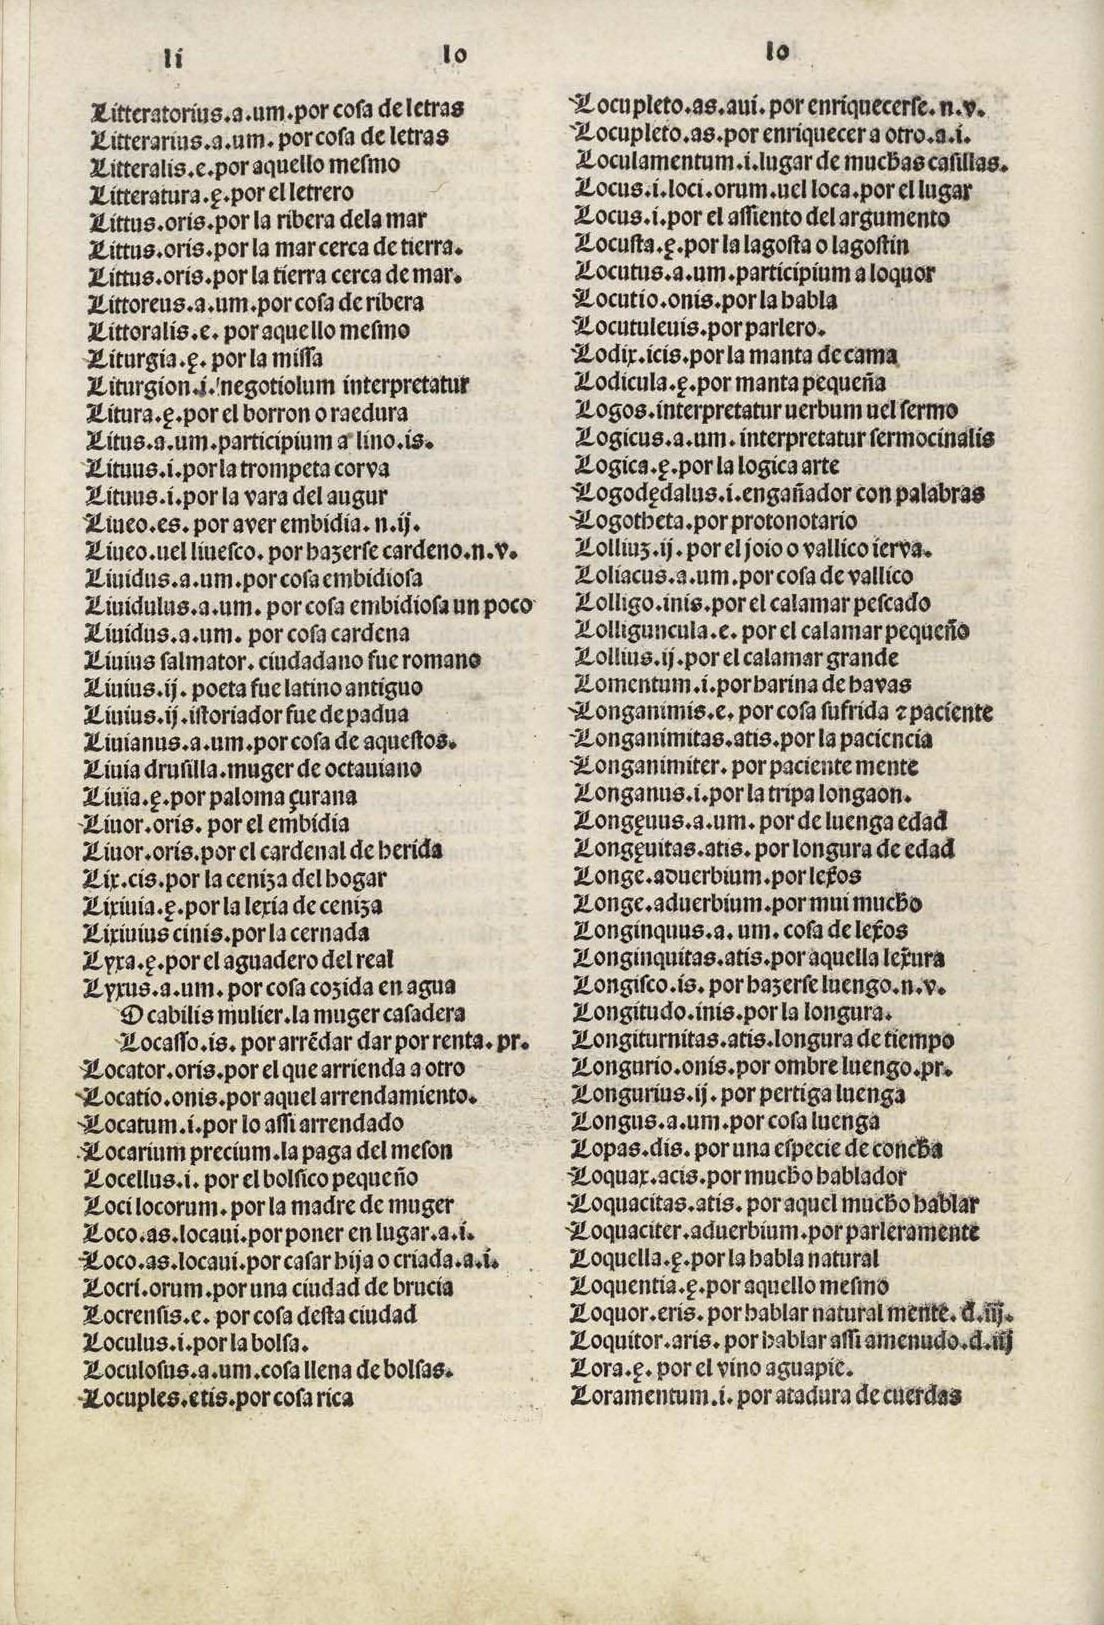 li
lo
lo
Litteratorius.a.um.por cosa de letras
Litterarius.a.um. por cosa de letras
Litteralis.e.por aquello mesmo
Litteratura.ę.por el letrero
Littus.oris.por la ribera dela mar
Littus.oris.por la mar cerca de tierra.
Littus.oris.por la tierra cerca de mar.
Littoreus.a.um.por cosa de ribera
Littoralis.e. por aquello mesmo
Liturgia.ę. por la missa
Liturgion.i. negotiolum interpretatur
Litura.ę.por el borron o raedura
Litus.a.um.participium a lino.is.
Lituus.i.por la trompeta corva
Lituus.i.por la vara del augur
Liueo.es. por aver embidia. n.ij.
Liueo.uel liuesco. por hazerse cardeno.n.v.
Liuidus.a.um.por cosa embidiosa
Liuidulus.a.um. por cosa embidiosa un poco
Liuidus.a.um. por cosa cardena
Liuius salmator. ciudadano fue romano
Liuius.ij. poeta fue latino antiguo
Liuius.ij.istoriador fue de padua
Liuianus.a.um.por cosa de aquestos.
Liuia drusilla.muger de octauiano
Liuia.ę.por paloma çurana
Liuor.oris. por el embidia
Liuor.oris.por el cardenal de herida
Lix.cis.por la ceniza del hogar
Lixiuia.ę.por la lexia de ceniza
Lixiuius cinis.por la cernada
Lyxa.ę.por el aguadero del real
Lyxus.a.um.por cosa cozida en agua
Ocabilis mulier.la muger casadera
Locasso.is. por arrēdar dar por renta.pr.
Locator.oris.por el que arrienda a otro
Locatio.onis.por aquel arrendamiento.
Locatum.i.por lo assi arrendado
Locarium precium.la paga del meson
Locellus.i. por el bolsico pequeño
Loci locorum.por la madre de muger
Loco.as.locaui.por poner en lugar.a.i.
Loco.as.locaui.por casar hija o criada.a.i.
Locri.orum.por una ciudad de brucia
Locrensis.e. por cosa desta ciudad
Loculus.i.por la bolsa.
Loculosus.a.um.cosa llena de bolsas.
Locuples.etis.por cosa rica
Locupleto.as.aui.por enriquecerse.n.v.
Locupleto.as.por enriquecer a otro.a.i.
Loculamentum.i.lugar de muchas casillas.
Locus.i.loci.orum.uel loca.por el lugar
Locus.i.por el assiento del argumento
Locusta.ę.por la lagosta o lagostin
Locutus.a.um.participium a loquor
Locutio.onis.por la habla
Locutuleuis.por parlero.
Lodix.icis.por la manta de cama
Lodicula.ę.por manta pequeña
Logos.interpretatur uerbum uel sermo
Logicus.a.um.interpretatur sermocinalis
Logica.ę.por la logica arte
Logodędalus.i.engañador con palabras
Logotheta.por protonotario
Lolliuz.ij.por el joio o vallico ierva.
Loliacus.a.um.por cosa de vallico
Lolligo.inis.por el calamar pescado
Lolliguncula.e. por el calamar pequeño
Lollius.ij.por el calamar grande
Lomentum.i.por harina de havas
Longanimis.e. por cosa sufrida ⁊ paciente
Longanimitas.atis.por la paciencia
Longanimiter.por paciente mente
Longanus.i.por la tripa longaon.
Longęuus.a.um.por de luenga edad
Longęuitas.atis.por longura de edad
Longe.aduerbium.por lex̃os
Longe.aduerbium.por mui mucho
Longinquus.a.um. cosa de lex̃os
Longinquitas.atis.por aquella lex̃ura
Longisco.is. por hazerse luengo.n.v.
Longitudo.inis.por la longura.
Longiturnitas.atis.longura de tiempo
Longurio.onis.por ombre luengo.pr.
Longurius.ij.por pertiga luenga
Longus.a.um.por cosa luenga
Lopas.dis. por una especie de concha
Loquax.acis.por mucho hablador
Loquacitas.atis. por aquel mucho hablar
Loquaciter.aduerbium.por parleramente
Loquella.ę.por la habla natural
Loquentia.ę.por aquello mesmo
Loquor.eris.por hablar natural mente. d.iij.
Loquitor.aris.por hablar assi amenudo.d.iij
Lora.ę. por el vino aguapie.
Loramentum.i.por atadura de cuerdas